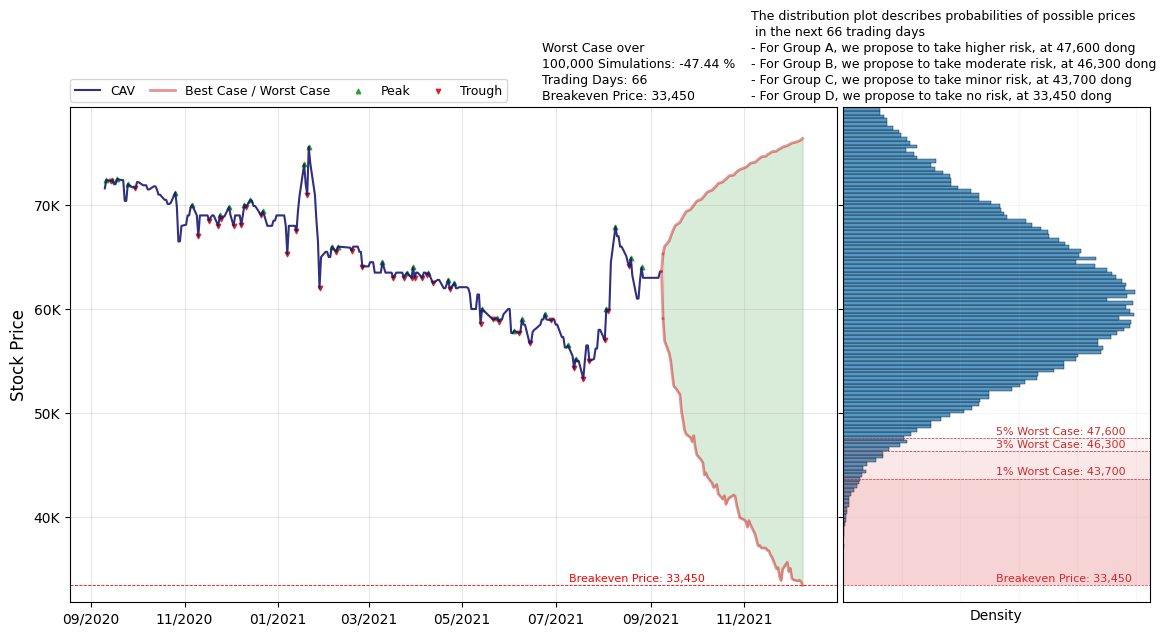 The distribution plot describes probabilities of possible prices
in the next 66 trading days
- For Group A, we propose to take higher risk, at 47,600 dong
- For Group B, we propose to take moderate risk, at 46,300 dong
- For Group C, we propose to take minor risk, at 43,700 dong
- For Group D, we propose to take no risk, at 33,450 dong
Worst Case over
100,000 Simulations: -47.44 %
Trading Days: 66
Breakeven Price: 33,450
CAV
Best Case / Worst Case
Peak
Trough
Stock Price
70K
60K
50K
40K
Breakeven Price: 33,450
09/2020
11/2020
01/2021
03/2021
05/2021
07/2021
09/2021
11/2021
5% Worst Case: 47,600
3% Worst Case: 46,300
1% Worst Case: 43,700
Breakeven Price: 33,450
Density